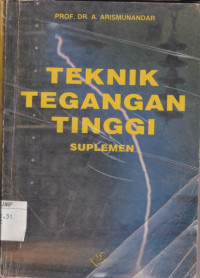 PROF. DR. A. ARISMUNANDAR
TEKNIK
TEGANGAN
TINGGI
SUPLEMEN